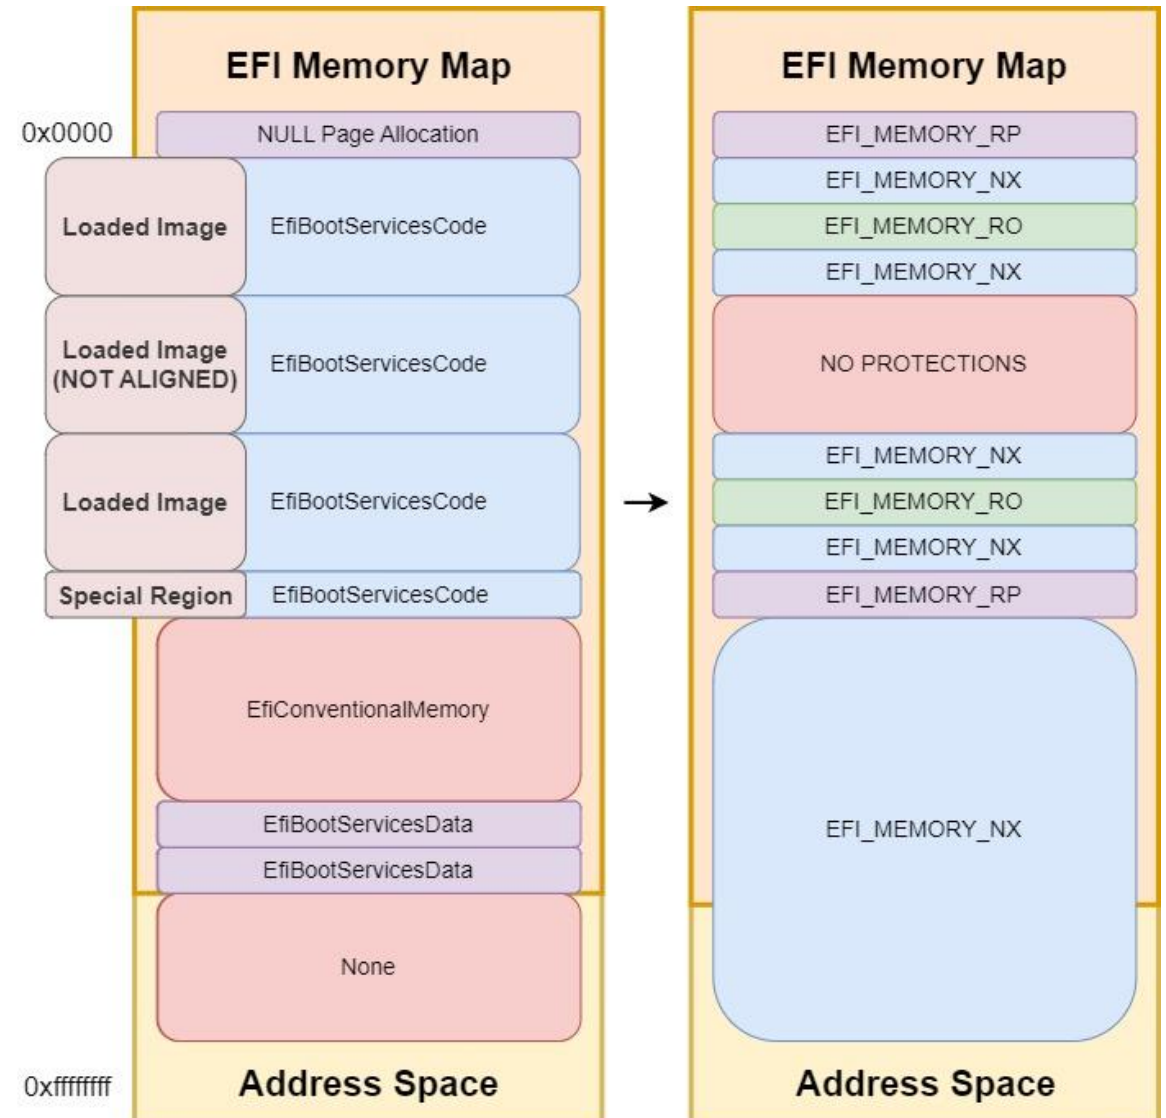 EFI Memory Map
0x0000
NULL Page Allocation
Loaded Image
EfiBootServicesCode
Loaded Image
(NOT ALIGNED)
EfiBootServicesCode
Loaded Image
EfiBootServicesCode
Special Region
EfiBootServicesCode
EfiConventionalMemory
EfiBootServicesData
EfiBootServicesData
None
0xffffffff
Address Space
EFI Memory Map
EFI_MEMORY_RP
EFI_MEMORY_NX
EFI_MEMORY_RO
EFI_MEMORY_NX
NO PROTECTIONS
EFI_MEMORY_NX
EFI_MEMORY_RO
EFI_MEMORY_NX
EFI_MEMORY_RP
EFI_MEMORY_NX
Address Space